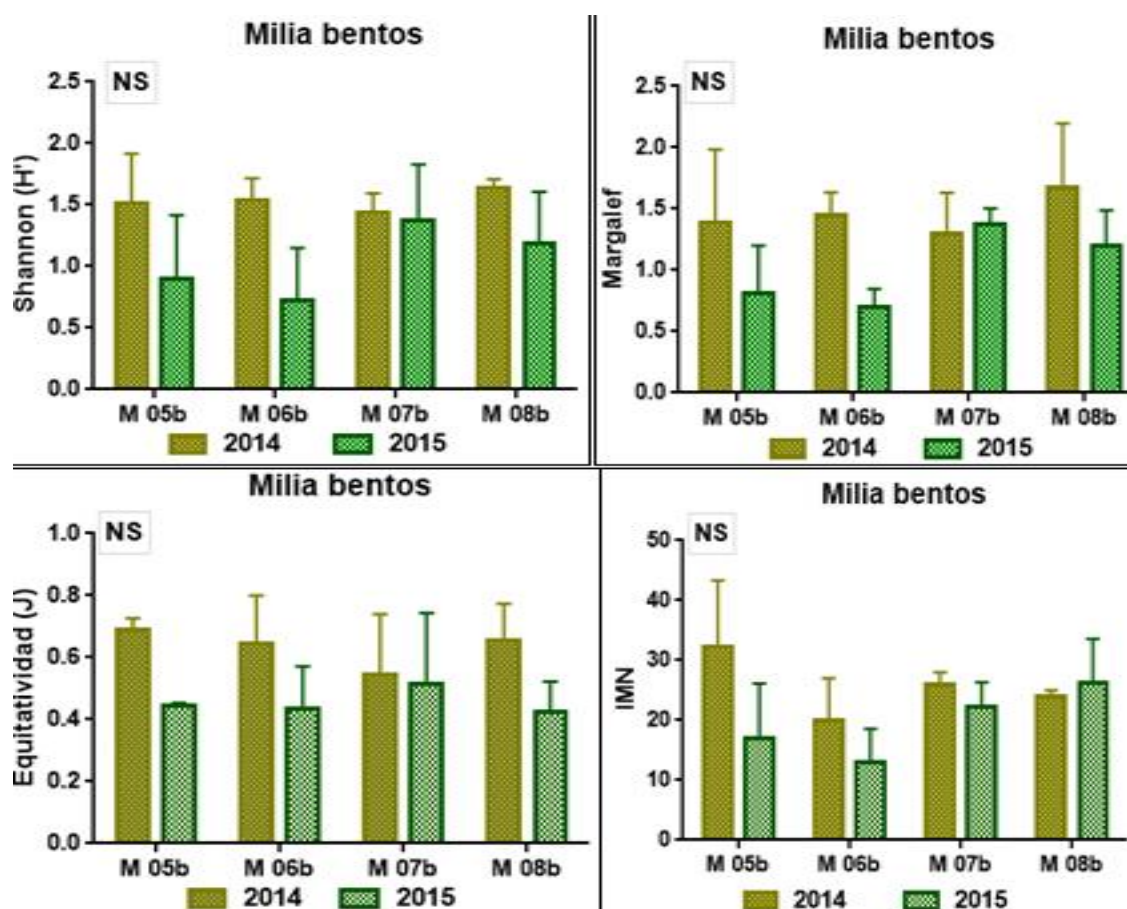 Milia bentos
NS
Shannon (H')
2.5
2.0
1.5
1.0
0.5
0.0
M 05b M 06b M 07b M 08b
2014 2015
Milia bentos
NS
Margalef
2.5
2.0
1.5
1.0
0.5
0.0
M 05b M 06b M 07b M 08b
2014 2015
Milia bentos
NS
Equitatividad (J)
1.0
0.8
0.6
0.4
0.2
0.0
M 05b M 06b M 07b M 08b
2014 2015
Milia bentos
NS
IMN
50
40
30
20
10
0
M 05b M 06b M 07b M 08b
2014 2015